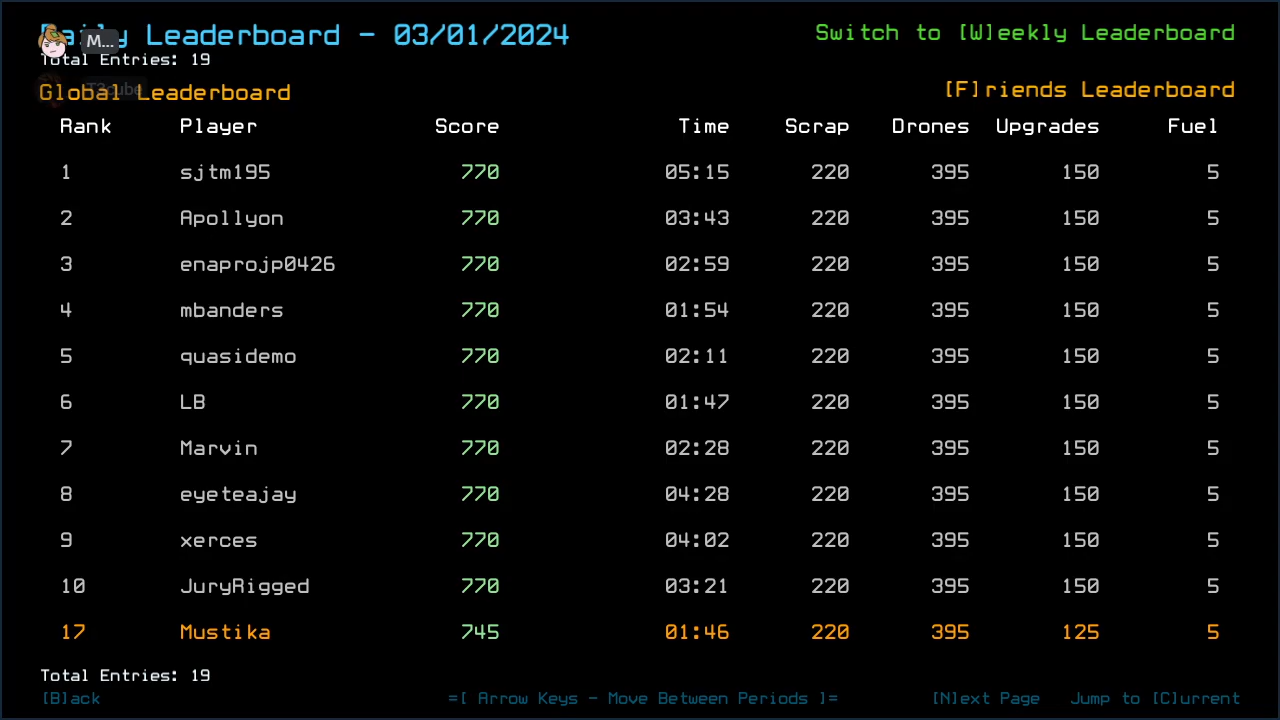 Daily Leaderboard - 03/01/2024
Switch to [W]eekly Leaderboard
M...
Total Entries: 19
T3cube
Global Leaderboard
[F]riends Leaderboard
Rank Player Score Time Scrap Drones Upgrades Fuel
1 sjtm195 770 05:15 220 395 150 5
2 Apollyon 770 03:43 220 395 150 5
3 enaprojp0426 770 02:59 220 395 150 5
4 mbanders 770 01:54 220 395 150 5
5 quasidemo 770 02:11 220 395 150 5
6 LB 770 01:47 220 395 150 5
7 Marvin 770 02:28 220 395 150 5
8 eyeteajay 770 04:28 220 395 150 5
9 xerces 770 04:02 220 395 150 5
10 JuryRigged 770 03:21 220 395 150 5
17 Mustika 745 01:46 220 395 125 5
Total Entries: 19
[B]ack =[ Arrow Keys - Move Between Periods ]= [N]ext Page Jump to [C]urrent